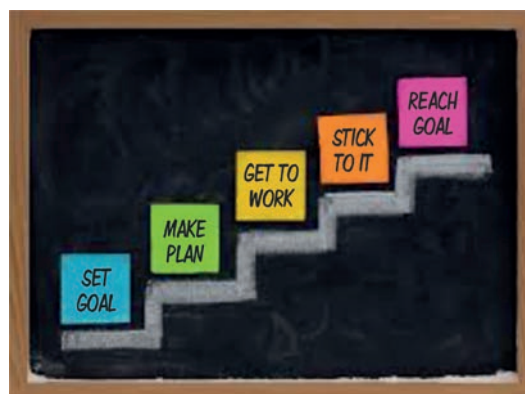 SET
GOAL
MAKE
PLAN
GET TO
WORK
STICK
TO IT
REACH
GOAL